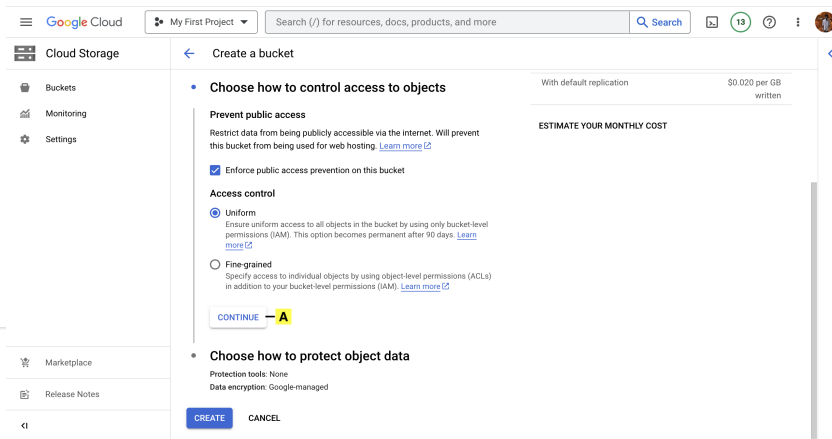 Google Cloud
My First Project
Search (/) for resources, docs, products, and more
Search
13
Cloud Storage
Create a bucket
Buckets
Monitoring
Settings
Marketplace
Release Notes
Choose how to control access to objects
Prevent public access
Restrict data from being publicly accessible via the internet. Will prevent
this bucket from being used for web hosting. Learn more
Enforce public access prevention on this bucket
Access control
Uniform
Ensure uniform access to all objects in the bucket by using only bucket-level
permissions (IAM). This option becomes permanent after 90 days. Learn
more
Fine-grained
Specify access to individual objects by using object-level permissions (ACLs)
in addition to your bucket-level permissions (IAM). Learn more
CONTINUE
A
Choose how to protect object data
Protection tools: None
Data encryption: Google-managed
CREATE
CANCEL
With default replication
$0.020 per GB
written
ESTIMATE YOUR MONTHLY COST